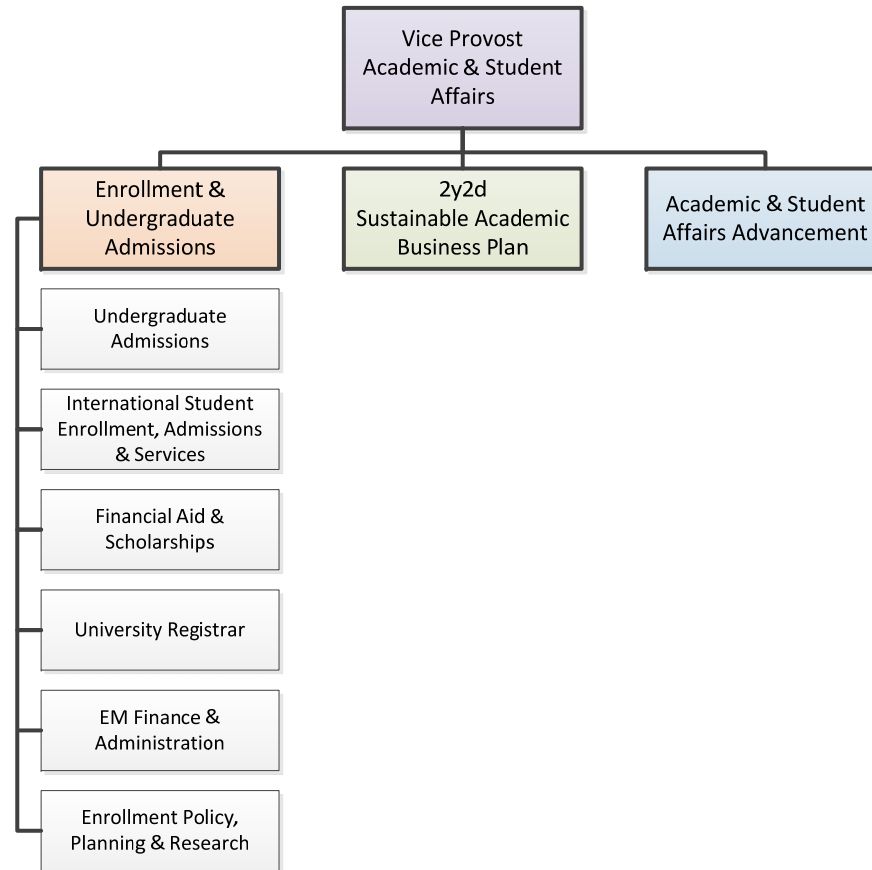 Vice Provost
Academic & Student
Affairs
Enrollment &
Undergraduate
Admissions
2y2d
Sustainable Academic
Business Plan
Academic & Student
Affairs Advancement
Undergraduate
Admissions
International Student
Enrollment, Admissions
& Services
Financial Aid &
Scholarships
University Registrar
EM Finance &
Administration
Enrollment Policy,
Planning & Research